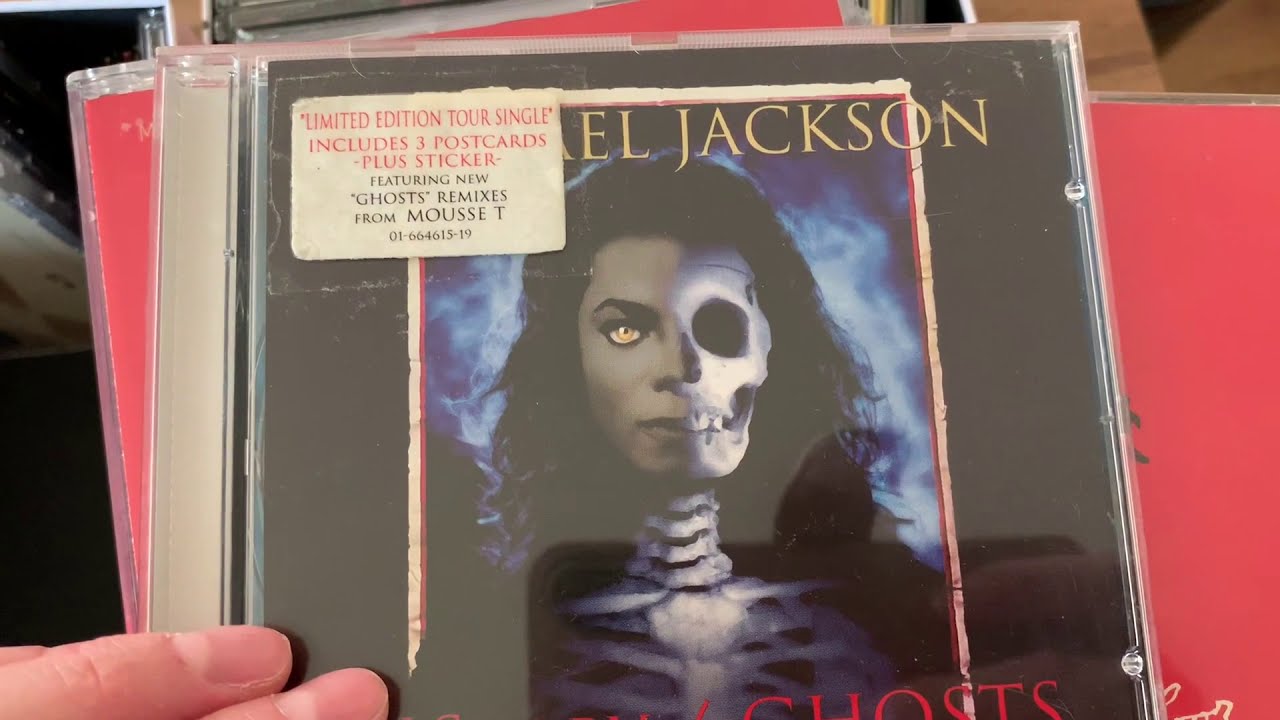 "LIMITED EDITION TOUR SINGLE"
INCLUDES 3 POSTCARDS
-PLUS STICKER-
FEATURING NEW
"GHOSTS" REMIXES
FROM MOUSSE T
01-664615-19
AEL JACKSON
/ GHOSTS